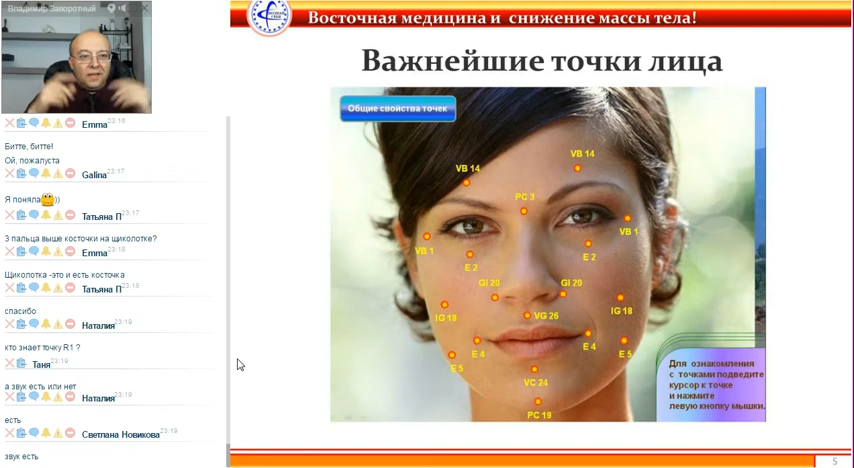 Владимир Заворотный
Emma 23:16
Битте, битте!
Ой, пожалуста
Galina 23:17
Я поняла ))
Татьяна П 23:17
3 пальца выше косточки на щиколотке?
Emma 23:18
Щиколотка -это и есть косточка
Татьяна П 23:18
спасибо
Наталия 23:19
кто знает точку R1 ?
Таня 23:19
а звук есть или нет
Наталия 23:19
есть
Светлана Новикова 23:19
звук есть
Восточная медицина и снижение массы тела!
Важнейшие точки лица
Общие свойства точек
VB 14
VB 14
PC 3
VB 1
VB 1
E 2
E 2
GI 20
GI 20
IG 18
IG 18
VG 26
E 4
E 4
E 5
E 5
VC 24
PC 19
Для ознакомления
с точками подведите
курсор к точке
и нажмите
левую кнопку мышки.
5